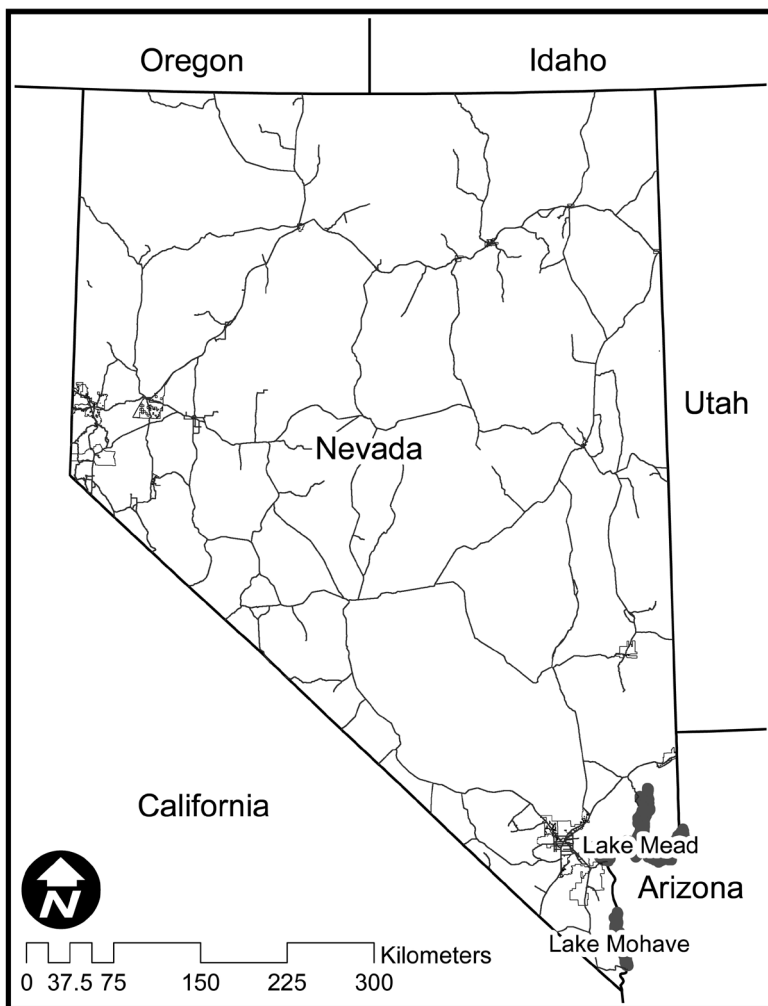 Oregon
Idaho
Utah
Nevada
California
Lake Mead
Arizona
N
Lake Mohave
Kilometers
0 37.5 75 150 225 300